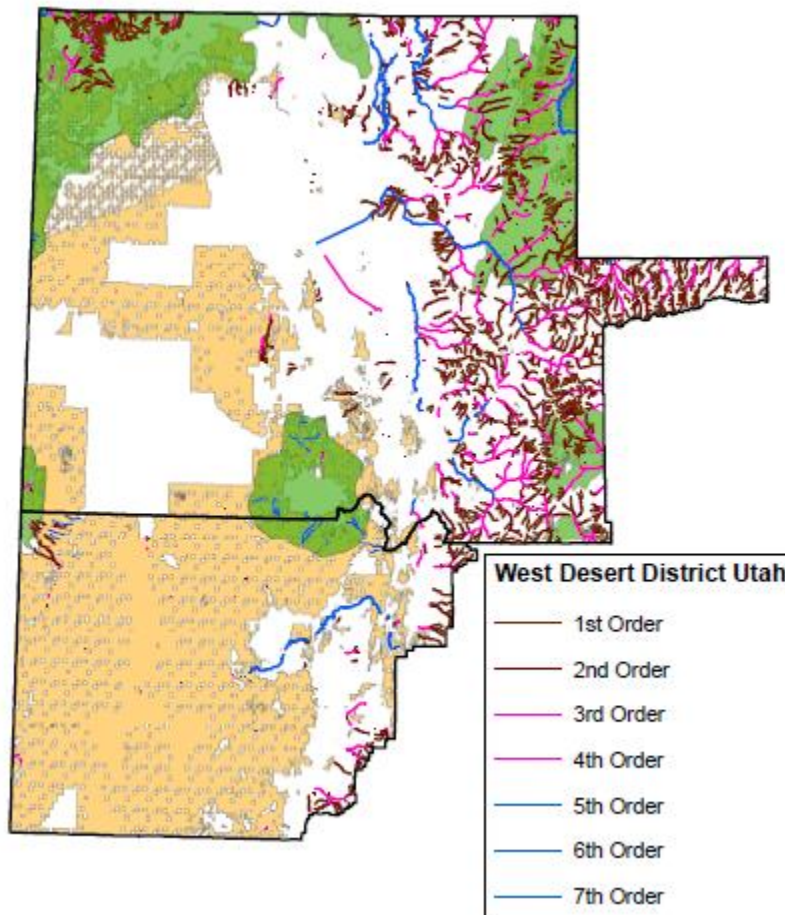 West Desert District Utah
1st Order
2nd Order
3rd Order
4th Order
5th Order
6th Order
7th Order